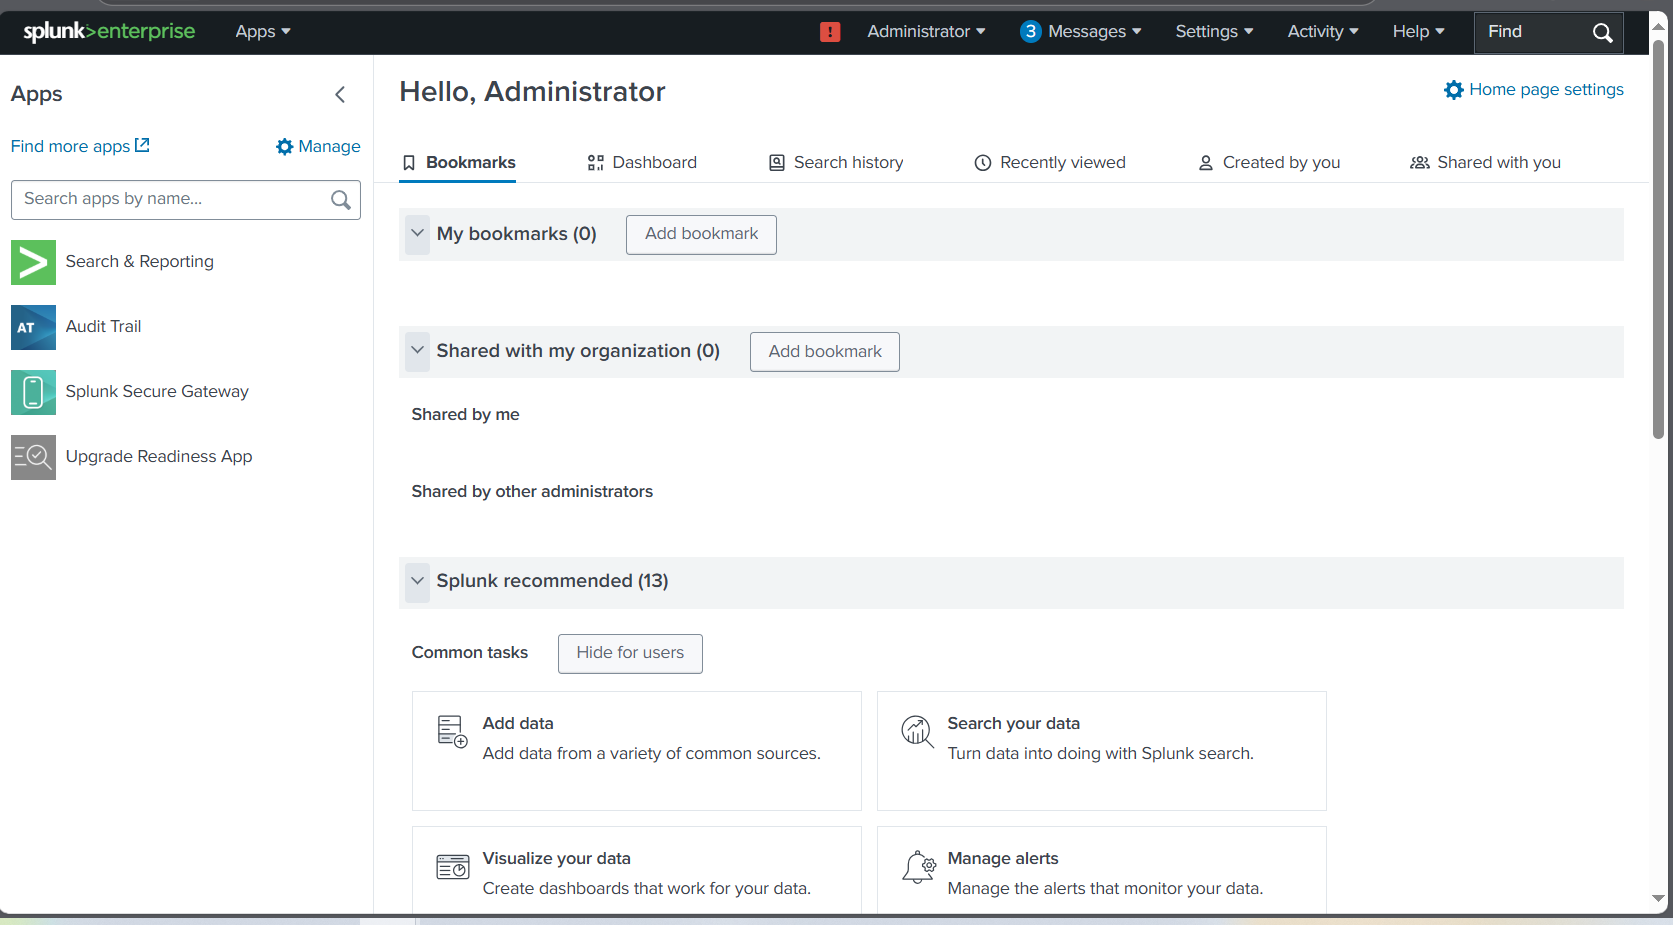 splunk>enterprise
Apps
!
Administrator
3
Messages
Settings
Activity
Help
Find
Apps
Find more apps
Manage
Search apps by name...
Search & Reporting
AT
Audit Trail
Splunk Secure Gateway
Upgrade Readiness App
Hello, Administrator
Home page settings
Bookmarks
Dashboard
Search history
Recently viewed
Created by you
Shared with you
My bookmarks (0)
Add bookmark
Shared with my organization (0)
Add bookmark
Shared by me
Shared by other administrators
Splunk recommended (13)
Common tasks
Hide for users
Add data
Add data from a variety of common sources.
Search your data
Turn data into doing with Splunk search.
Visualize your data
Create dashboards that work for your data.
Manage alerts
Manage the alerts that monitor your data.